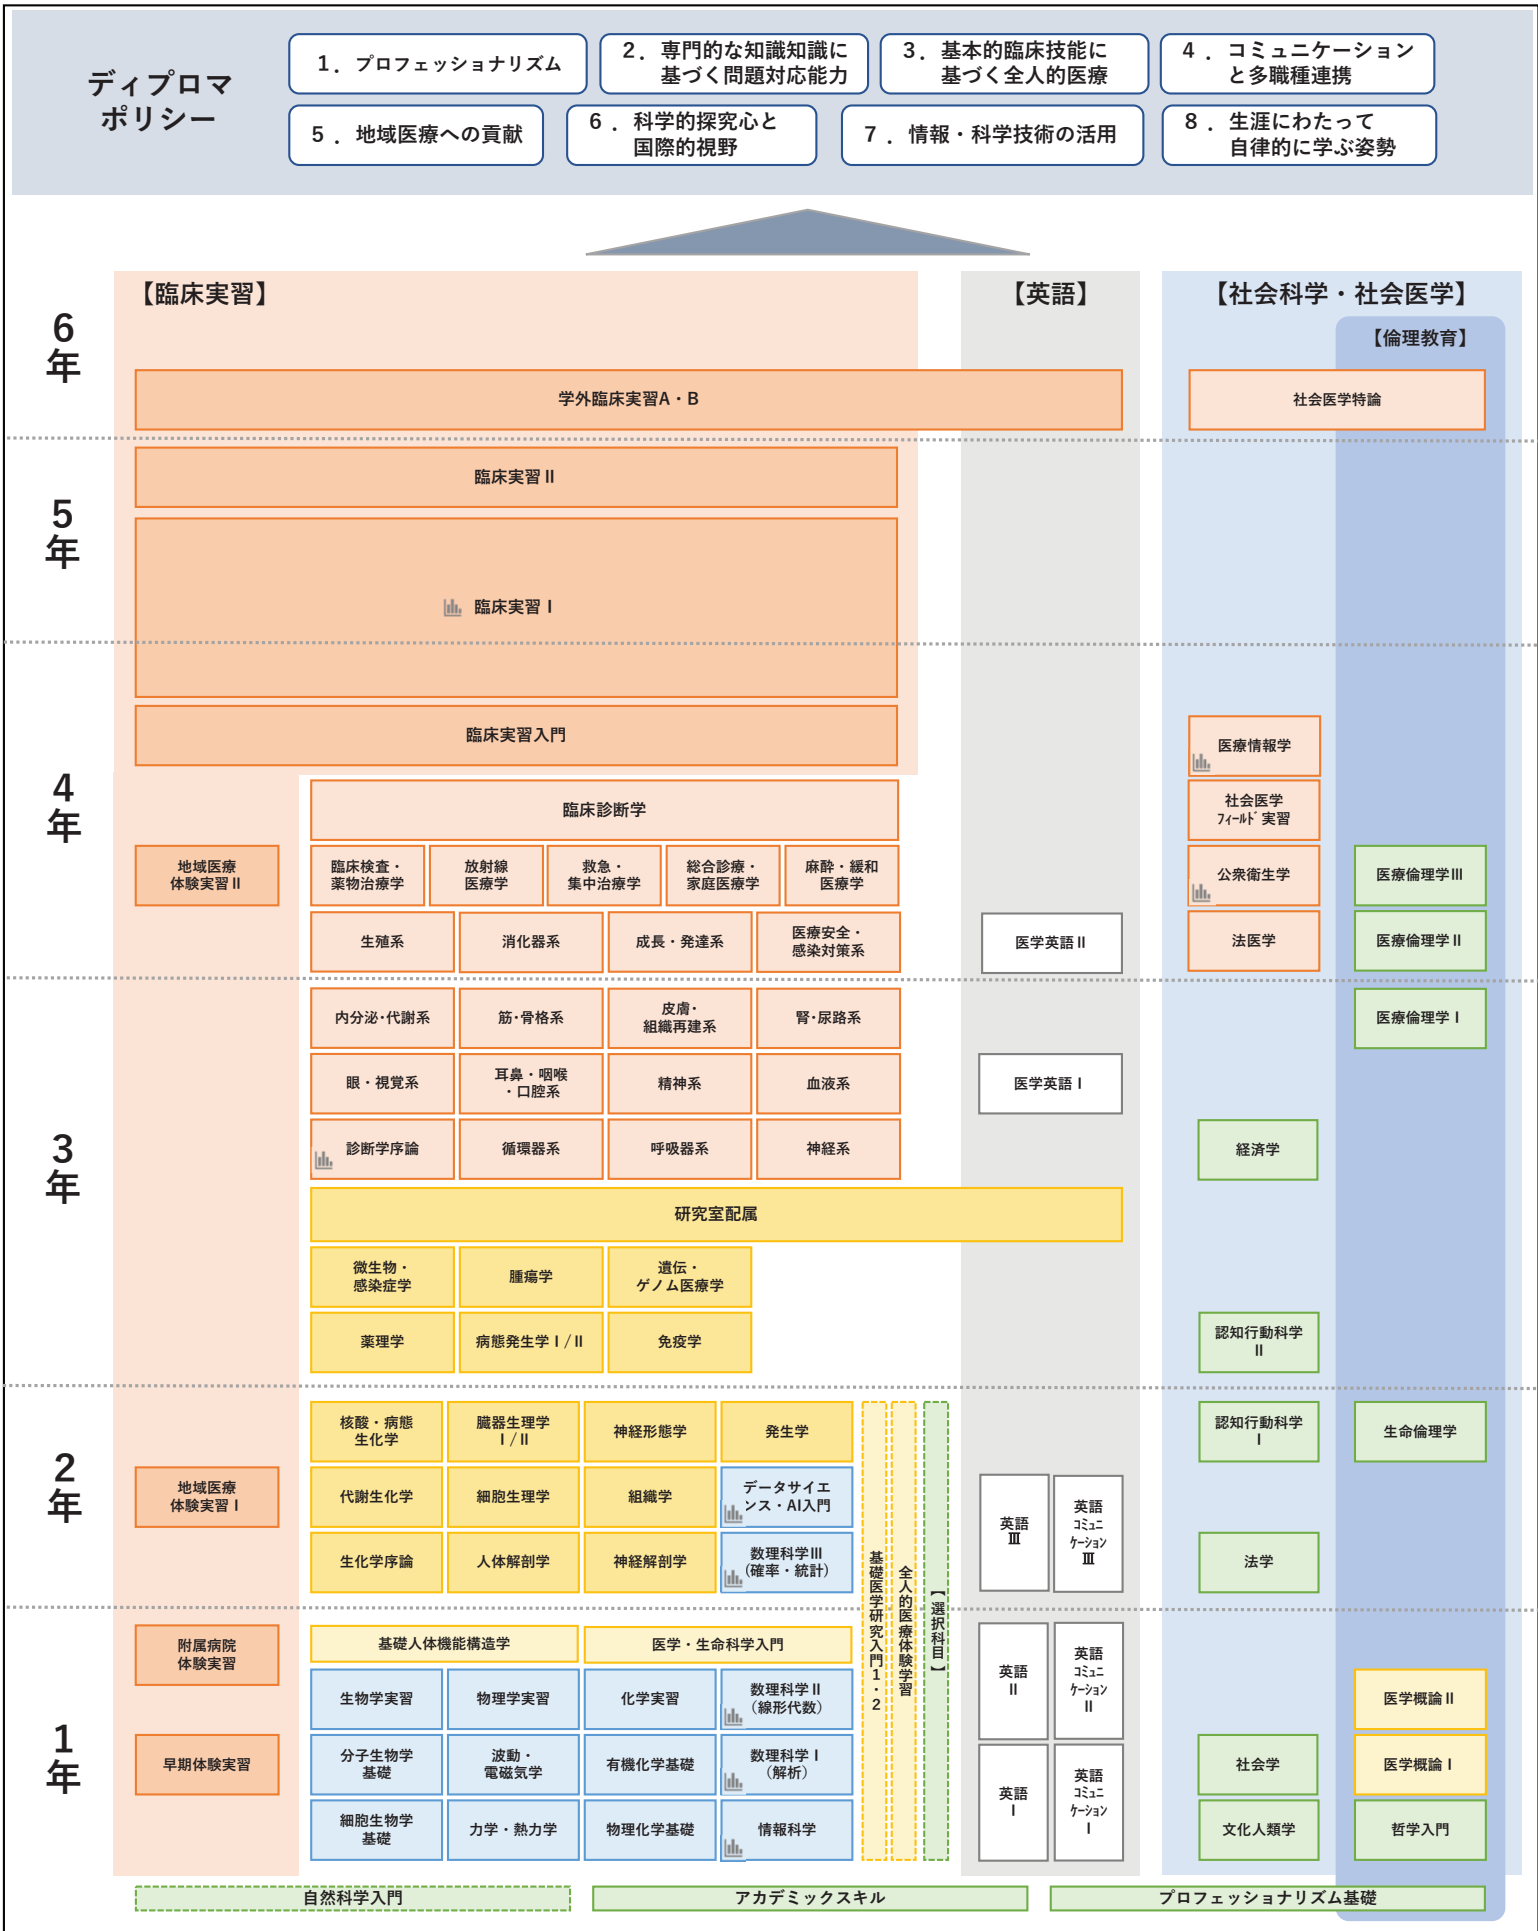 ディプロマ
ポリシー
1．プロフェッショナリズム
2．専門的な知識知識に
基づく問題対応能力
3．基本的臨床技能に
基づく全人的医療
4．コミュニケーション
と多職種連携
5．地域医療への貢献
6．科学的探究心と
国際的視野
7．情報・科学技術の活用
8．生涯にわたって
自律的に学ぶ姿勢
【臨床実習】
【英語】
【社会科学・社会医学】
【倫理教育】
6
年
学外臨床実習A・B
社会医学特論
5
年
臨床実習Ⅱ
臨床実習Ⅰ
4
年
臨床実習入門
医療情報学
臨床診断学
社会医学
ﾌｨｰﾙﾄﾞ実習
地域医療
体験実習Ⅱ
臨床検査・
薬物治療学
放射線
医療学
救急・
集中治療学
総合診療・
家庭医療学
麻酔・緩和
医療学
公衆衛生学
医療倫理学Ⅲ
生殖系
消化器系
成長・発達系
医療安全・
感染対策系
医学英語Ⅱ
法医学
医療倫理学Ⅱ
3
年
内分泌･代謝系
筋･骨格系
皮膚･
組織再建系
腎･尿路系
医療倫理学Ⅰ
眼・視覚系
耳鼻・咽喉
・口腔系
精神系
血液系
医学英語Ⅰ
診断学序論
循環器系
呼吸器系
神経系
経済学
研究室配属
微生物・
感染症学
腫瘍学
遺伝・
ゲノム医療学
薬理学
病態発生学Ⅰ/Ⅱ
免疫学
認知行動科学
Ⅱ
2
年
核酸・病態
生化学
臓器生理学
Ⅰ/Ⅱ
神経形態学
発生学
認知行動科学
Ⅰ
生命倫理学
地域医療
体験実習Ⅰ
代謝生化学
細胞生理学
組織学
データサイエ
ンス・AI入門
英語
Ⅲ
英語
ｺﾐｭﾆ
ｹｰｼｮﾝ
Ⅲ
生化学序論
人体解剖学
神経解剖学
数理科学Ⅲ
（確率・統計）
法学
基礎医学研究入門1・2
全人的医療体験学習
【選択科目】
1
年
附属病院
体験実習
基礎人体機能構造学
医学・生命科学入門
英語
Ⅱ
英語
ｺﾐｭﾆ
ｹｰｼｮﾝ
Ⅱ
生物学実習
物理学実習
化学実習
数理科学Ⅱ
（線形代数）
医学概論Ⅱ
早期体験実習
分子生物学
基礎
波動・
電磁気学
有機化学基礎
数理科学Ⅰ
（解析）
英語
Ⅰ
英語
ｺﾐｭﾆ
ｹｰｼｮﾝ
Ⅰ
社会学
医学概論Ⅰ
細胞生物学
基礎
力学・熱力学
物理化学基礎
情報科学
文化人類学
哲学入門
自然科学入門
アカデミックスキル
プロフェッショナリズム基礎